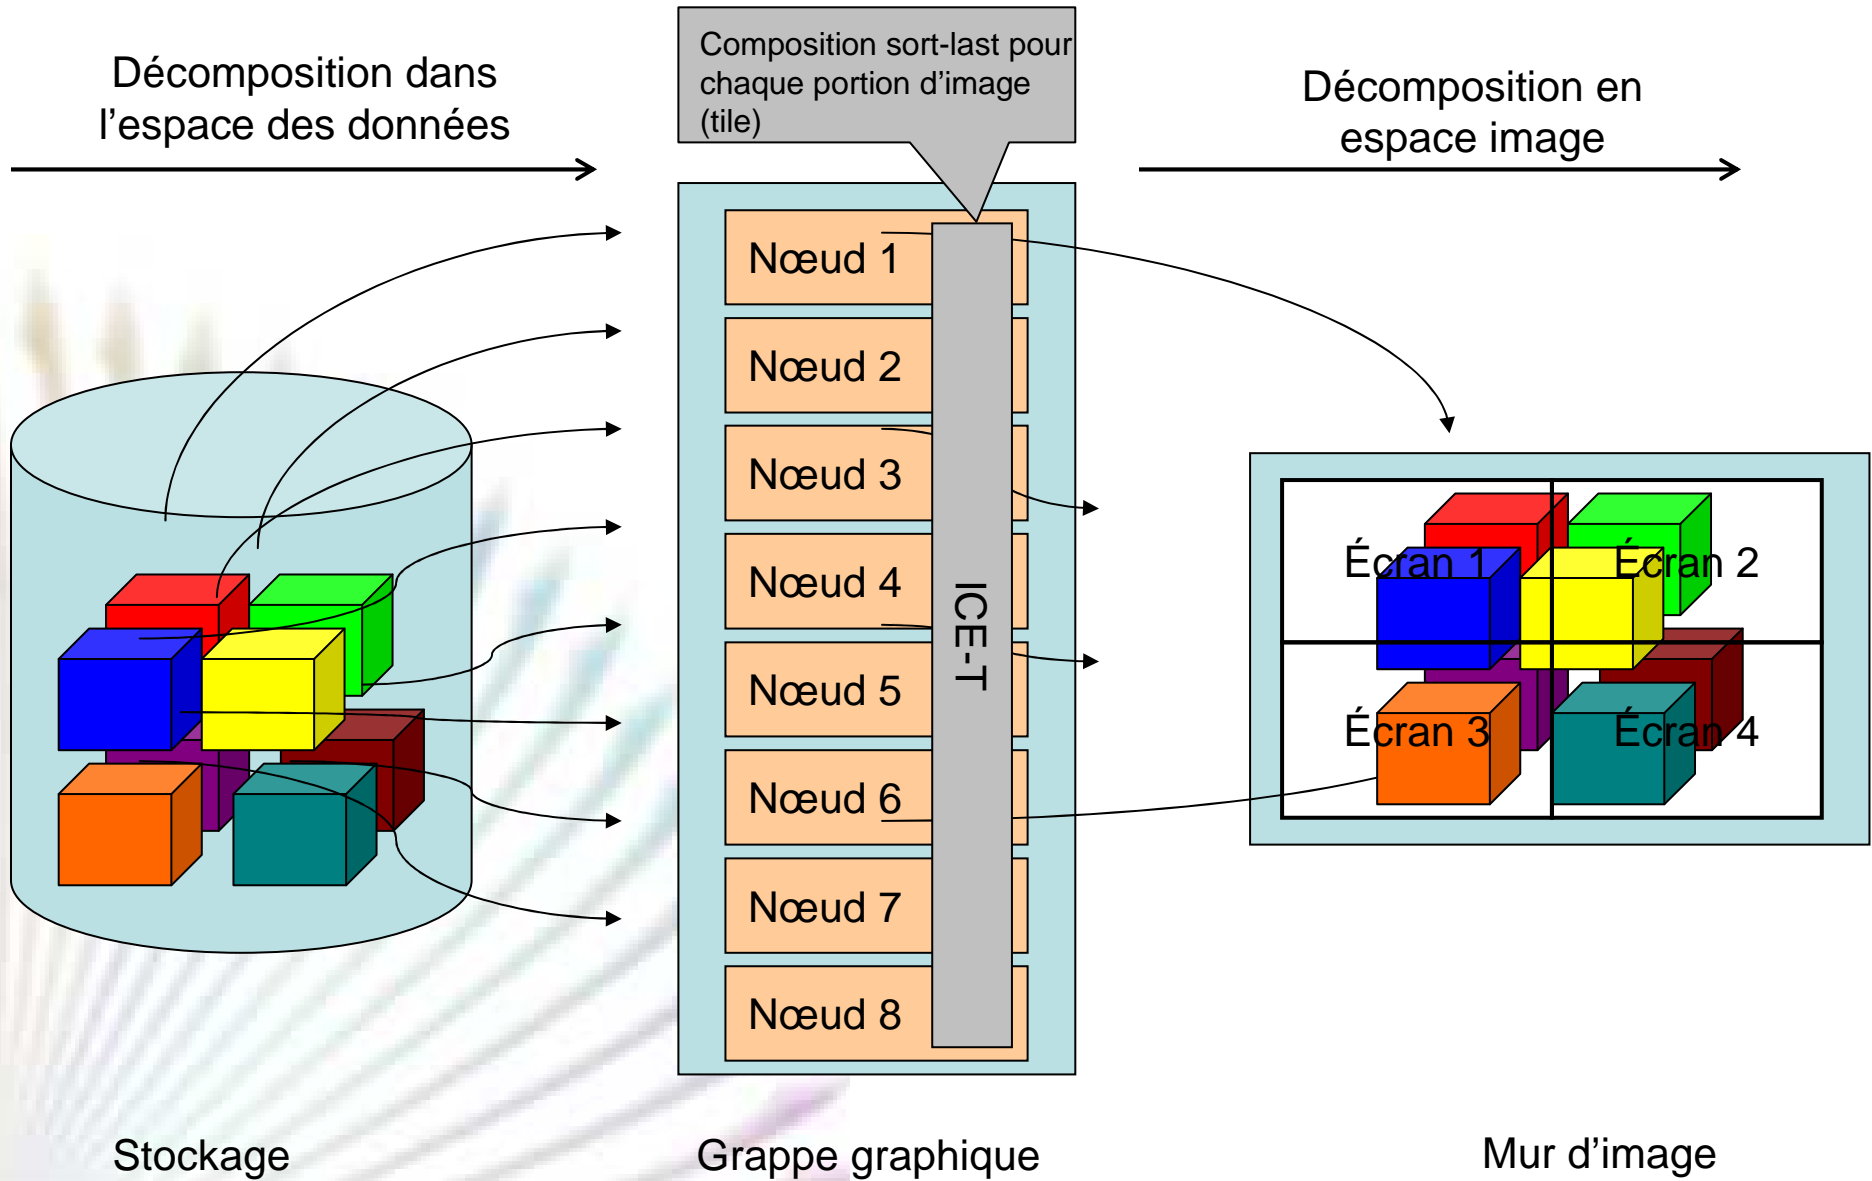 Décomposition dans
l'espace des données
Composition sort-last pour
chaque portion d'image
(tile)
Décomposition en
espace image
Nœud 1
Nœud 2
Nœud 3
Nœud 4
Nœud 5
Nœud 6
Nœud 7
Nœud 8
ICE-T
Écran 1
Écran 2
Écran 3
Écran 4
Stockage
Grappe graphique
Mur d'image